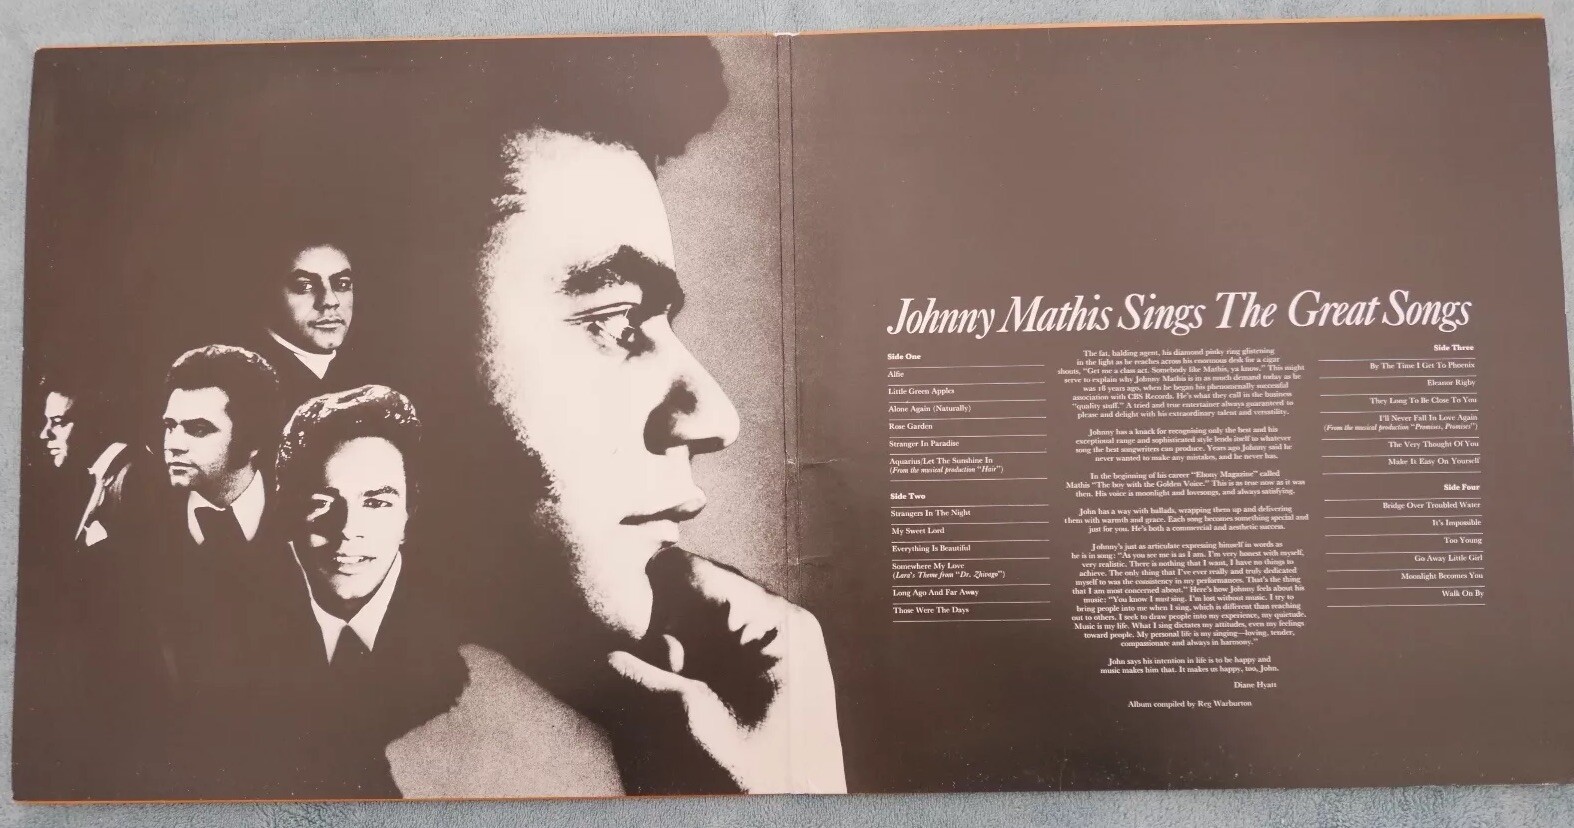 Johnny Mathis Sings The Great Songs
Side One
Alfie
Little Green Apples
Alone Again (Naturally)
Rose Garden
Stranger In Paradise
Aquarius/Let The Sunshine In
(From the musical production "Hair")
Side Two
Strangers In The Night
My Sweet Lord
Everything Is Beautiful
Somewhere My Love
(Lara's Theme from "Dr. Zhivago")
Long Ago And Far Away
Those Were The Days
The fat, balding agent, his diamond pinky ring glistening
in the light as he reaches across his enormous desk for a cigar
shouts, "Get me a class act. Somebody like Mathis, ya know." This might
serve to explain why Johnny Mathis is in as much demand today as he
was 18 years ago, when he began his phenomenally successful
association with CBS Records. He's what they call in the business
"quality stuff." A tried and true entertainer always guaranteed to
please and delight with his extraordinary talent and versatility.
Johnny has a knack for recognising only the best and his
exceptional range and sophisticated style lends itself to whatever
song the best songwriters can produce. Years ago Johnny said he
never wanted to make any mistakes, and he never has.
In the beginning of his career "Ebony Magazine" called
Mathis "The boy with the Golden Voice." This is as true now as it was
then. His voice is moonlight and lovesongs, and always satisfying.
John has a way with ballads, wrapping them up and delivering
them with warmth and grace. Each song becomes something special and
just for you. He's both a commercial and aesthetic success.
Johnny's just as articulate expressing himself in words as
he is in song: "As you see me is as I am. I'm very honest with myself,
very realistic. There is nothing that I want, I have no things to
achieve. The only thing that I've ever really and truly dedicated
myself to was the consistency in my performances. That's the thing
that I am most concerned about." Here's how Johnny feels about his
music: "You know I must sing. I'm lost without music. I try to
bring people into me when I sing, which is different than reaching
out to others. I seek to draw people into my experience, my quietude.
Music is my life. What I sing dictates my attitudes, even my feelings
toward people. My personal life is my singing—loving, tender,
compassionate and always in harmony."
John says his intention in life is to be happy and
music makes him that. It makes us happy, too, John.
Diane Hyatt
Album compiled by Reg Warburton
Side Three
By The Time I Get To Phoenix
Eleanor Rigby
They Long To Be Close To You
I'll Never Fall In Love Again
(From the musical production "Promises, Promises")
The Very Thought Of You
Make It Easy On Yourself
Side Four
Bridge Over Troubled Water
It's Impossible
Too Young
Go Away Little Girl
Moonlight Becomes You
Walk On By